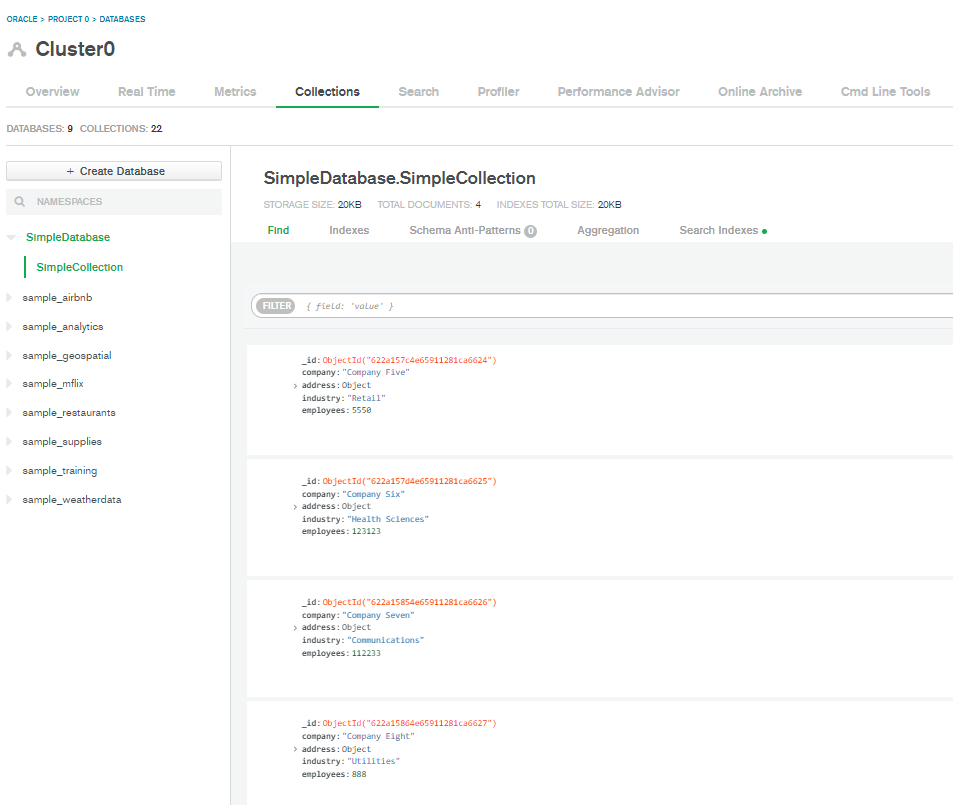 ORACLE > PROJECT 0 > DATABASES
Cluster0
Overview Real Time Metrics Collections Search Profiler Performance Advisor Online Archive Cmd Line Tools
DATABASES: 9 COLLECTIONS: 22
+ Create Database
NAMESPACES
SimpleDatabase
SimpleCollection
sample_airbnb
sample_analytics
sample_geospatial
sample_mflix
sample_restaurants
sample_supplies
sample_training
sample_weatherdata
SimpleDatabase.SimpleCollection
STORAGE SIZE: 20KB TOTAL DOCUMENTS: 4 INDEXES TOTAL SIZE: 20KB
Find Indexes Schema Anti-Patterns 0 Aggregation Search Indexes
FILTER { field: 'value' }
_id: ObjectId("622a157c4e65911281ca6624")
company: "Company Five"
> address: Object
industry: "Retail"
employees: 5550
_id: ObjectId("622a157d4e65911281ca6625")
company: "Company Six"
> address: Object
industry: "Health Sciences"
employees: 123123
_id: ObjectId("622a15854e65911281ca6626")
company: "Company Seven"
> address: Object
industry: "Communications"
employees: 112233
_id: ObjectId("622a15864e65911281ca6627")
company: "Company Eight"
> address: Object
industry: "Utilities"
employees: 888